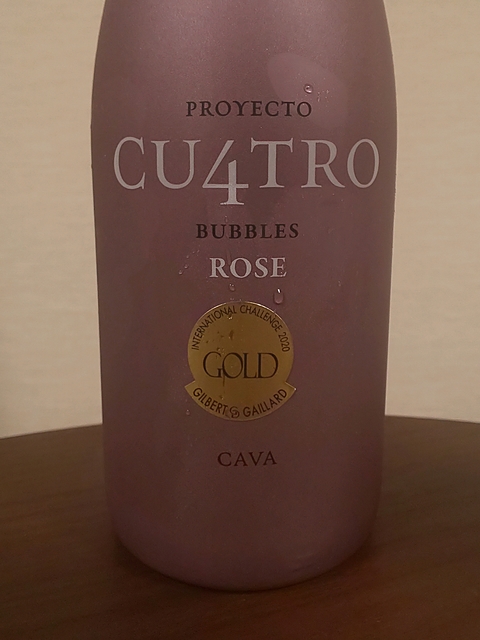 PROYECTO
CU4TRO
BUBBLES
ROSE
INTERNATIONAL CHALLENGE 2020
GOLD
GILBERT & GAILLARD
CAVA